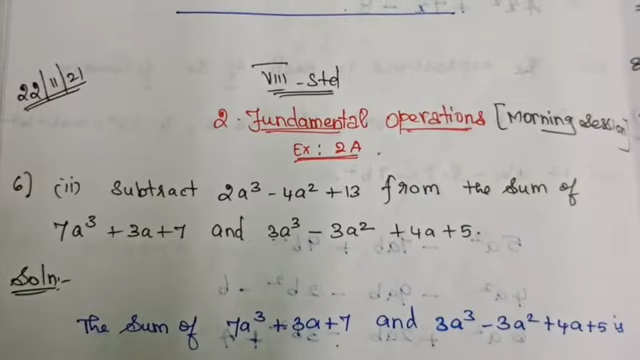 22/11/21
VIII - Std
2. Fundamental Operations [Morning session]
Ex: 2A.
6) (ii) Subtract 2a³ - 4a² + 13 from the sum of
7a³ + 3a + 7 and 3a³ - 3a² + 4a + 5.
Soln:-
The sum of 7a³ + 3a + 7 and 3a³ - 3a² + 4a + 5 is